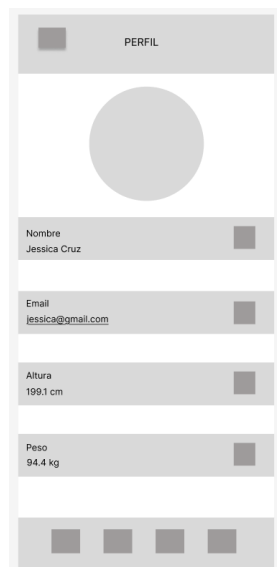 PERFIL
Nombre
Jessica Cruz
Email
jessica@gmail.com
Altura
199.1 cm
Peso
94.4 kg